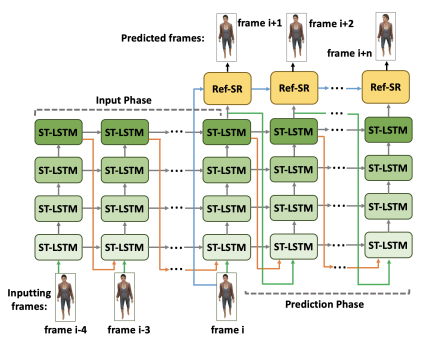 Predicted frames:
frame i+1
frame i+2
frame i+n
Ref-SR Ref-SR Ref-SR
Input Phase
ST-LSTM ST-LSTM ST-LSTM ST-LSTM ST-LSTM
ST-LSTM ST-LSTM ST-LSTM ST-LSTM ST-LSTM
ST-LSTM ST-LSTM ST-LSTM ST-LSTM ST-LSTM
ST-LSTM ST-LSTM ST-LSTM ST-LSTM ST-LSTM
Inputting
frames:
Prediction Phase
frame i-4 frame i-3 frame i